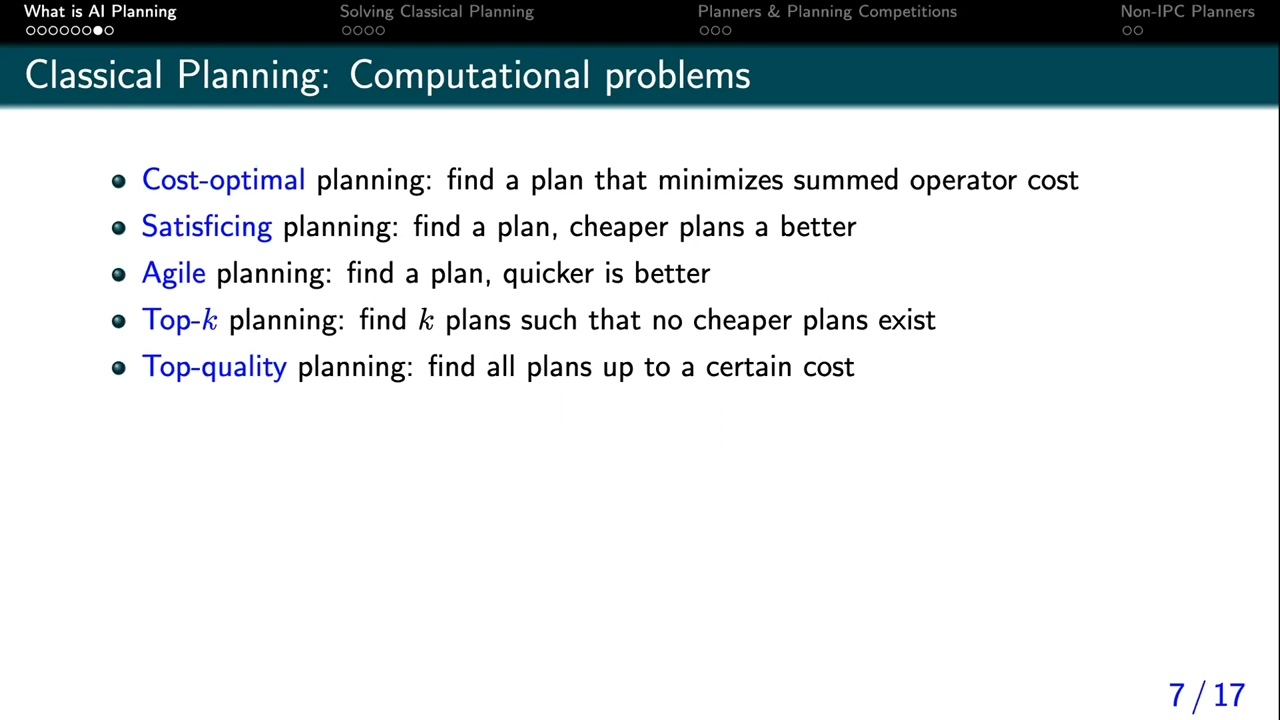 What is AI Planning
Solving Classical Planning
Planners & Planning Competitions
Non-IPC Planners
Classical Planning: Computational problems
Cost-optimal planning: find a plan that minimizes summed operator cost
Satisficing planning: find a plan, cheaper plans a better
Agile planning: find a plan, quicker is better
Top-k planning: find k plans such that no cheaper plans exist
Top-quality planning: find all plans up to a certain cost
7 / 17